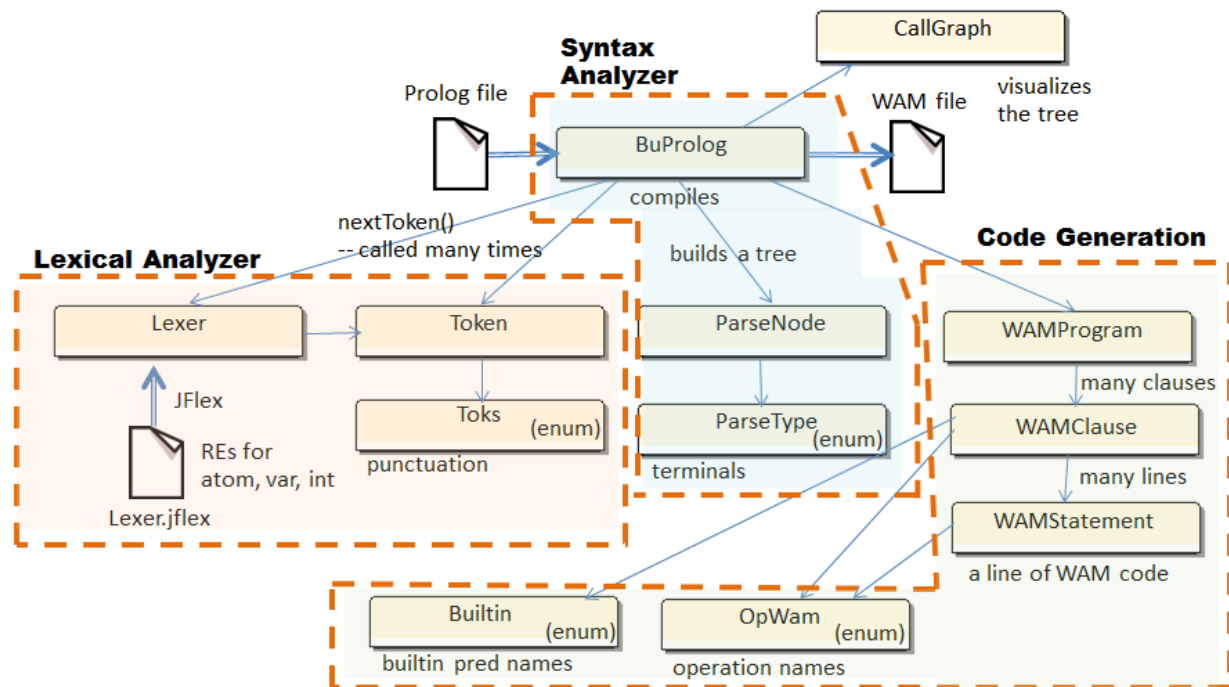 CallGraph
visualizes
the tree
Syntax
Analyzer
Prolog file
WAM file
BuProlog
compiles
nextToken()
-- called many times
builds a tree
Lexical Analyzer
Code Generation
Lexer
Token
ParseNode
WAMProgram
many clauses
JFlex
Toks
(enum)
punctuation
ParseType
(enum)
terminals
WAMClause
many lines
REs for
atom, var, int
Lexer.jflex
WAMStatement
a line of WAM code
Builtin
(enum)
builtin pred names
OpWam
(enum)
operation names